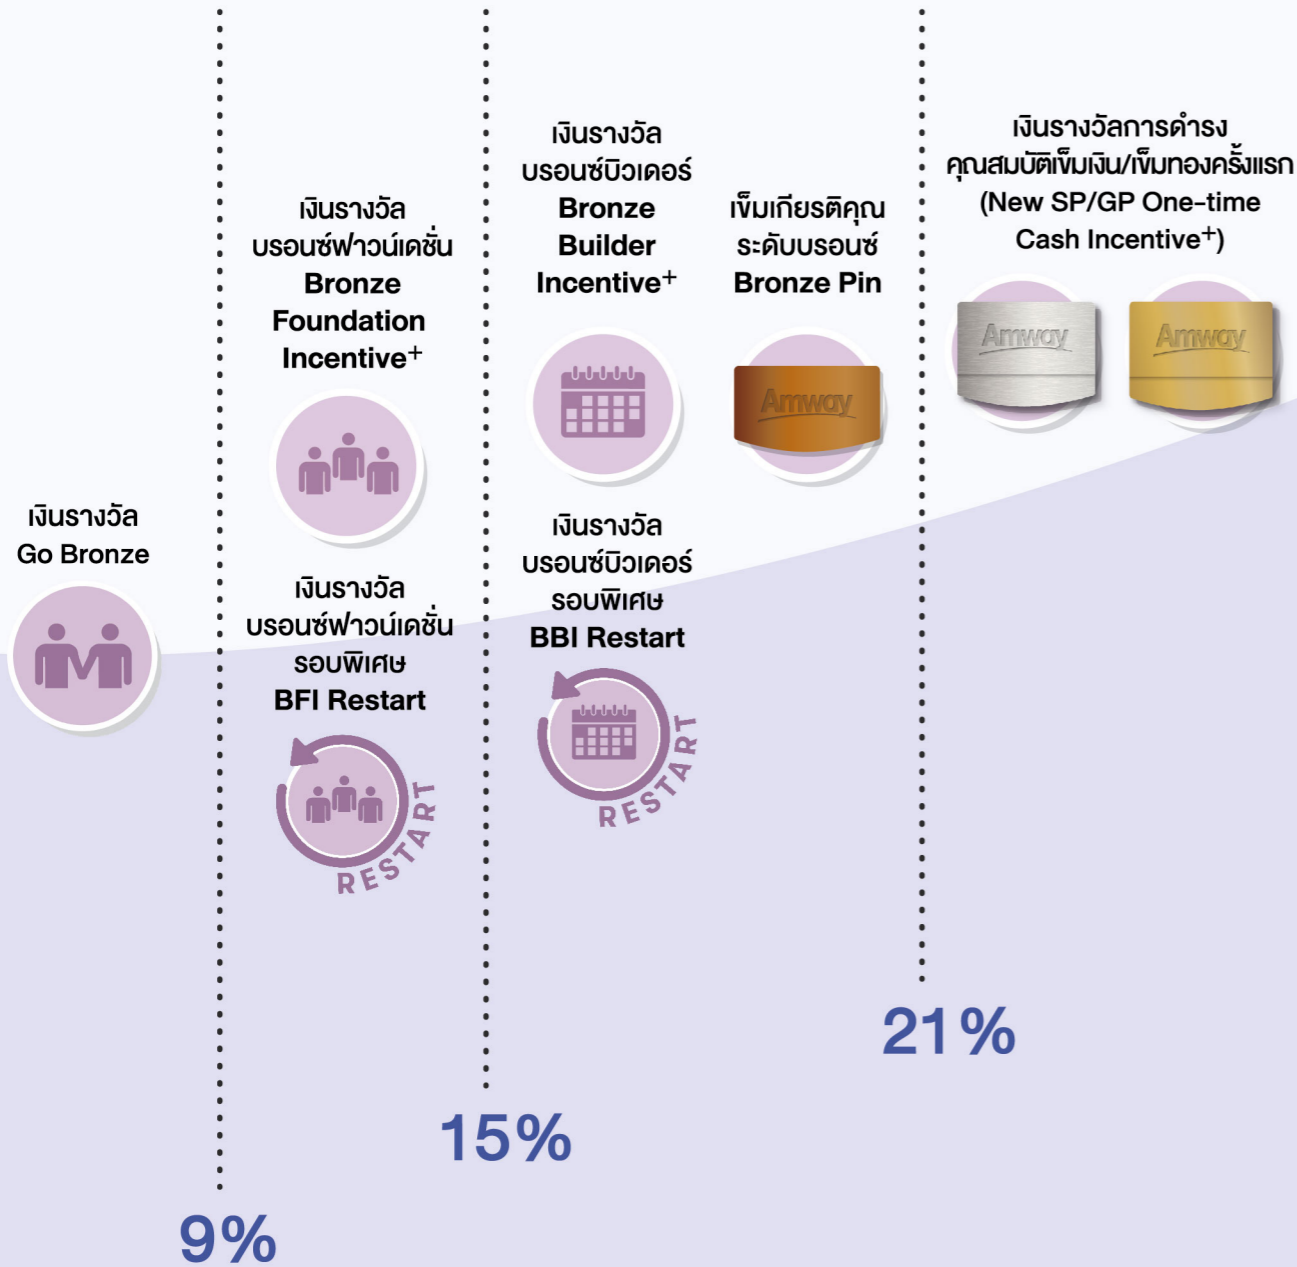 เงินรางวัล
Go Bronze
เงินรางวัล
บรอนซ์ฟาวน์เดชั่น
Bronze
Foundation
Incentive+
เงินรางวัล
บรอนซ์ฟาวน์เดชั่น
รอบพิเศษ
BFI Restart
RESTART
เงินรางวัล
บรอนซ์บิวเดอร์
Bronze
Builder
Incentive+
เงินรางวัล
บรอนซ์บิวเดอร์
รอบพิเศษ
BBI Restart
RESTART
เข็มเกียรติคุณ
ระดับบรอนซ์
Bronze Pin
Amway
เงินรางวัลการดำรง
คุณสมบัติเข็มเงิน/เข็มทองครั้งแรก
(New SP/GP One-time
Cash Incentive+)
Amway
Amway
9%
15%
21%